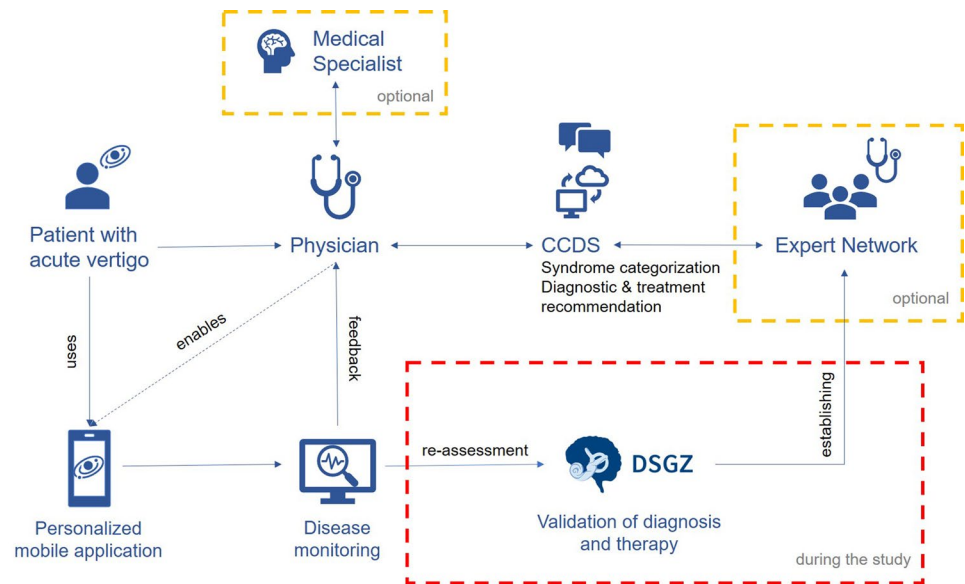 Medical
Specialist
optional
Patient with
acute vertigo
Physician
CCDS
Syndrome categorization
Diagnostic & treatment
recommendation
Expert Network
optional
uses
enables
feedback
establishing
re-assessment
DSGZ
Personalized
mobile application
Disease
monitoring
Validation of diagnosis
and therapy
during the study